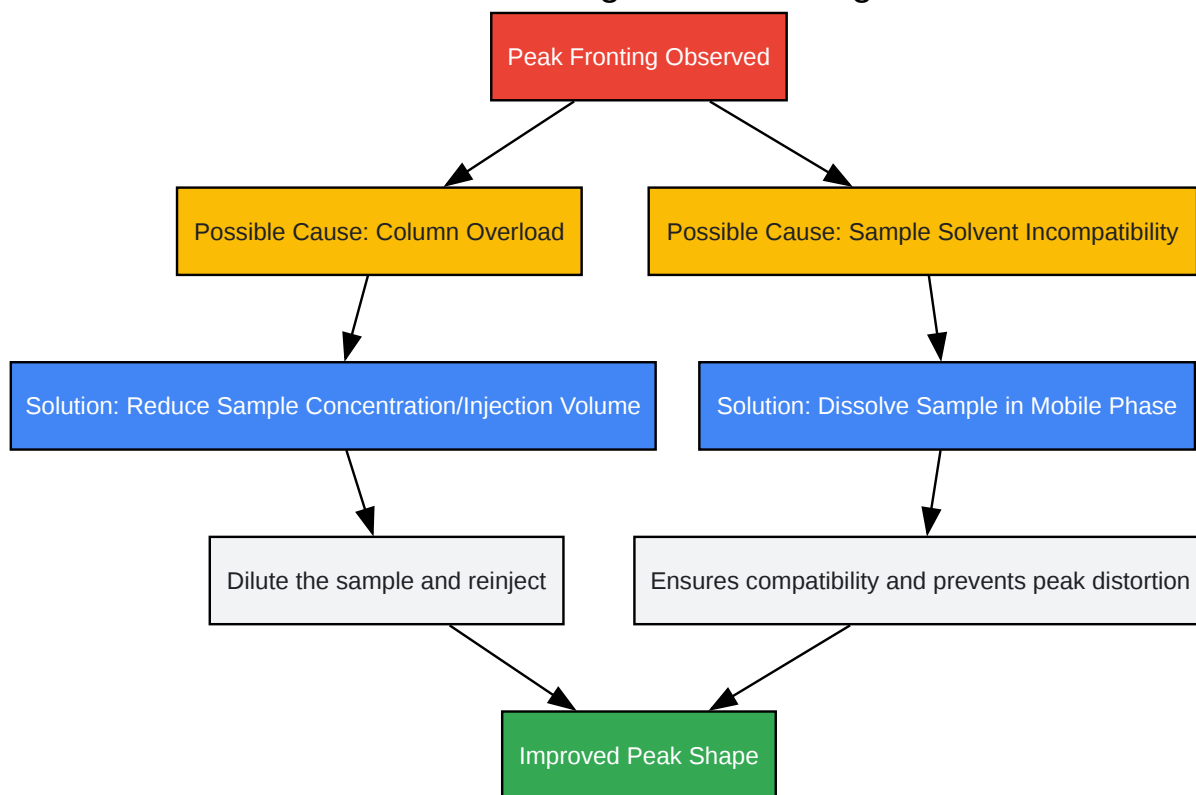 Peak Fronting Observed
Possible Cause: Column Overload
Possible Cause: Sample Solvent Incompatibility
Solution: Reduce Sample Concentration/Injection Volume
Solution: Dissolve Sample in Mobile Phase
Dilute the sample and reinject
Ensures compatibility and prevents peak distortion
Improved Peak Shape